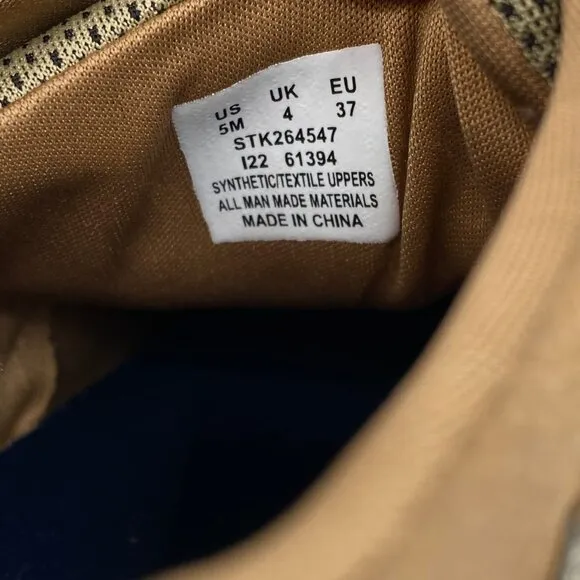 US UK EU
5M 4 37
STK264547
I22 61394
SYNTHETIC/TEXTILE UPPERS
ALL MAN MADE MATERIALS
MADE IN CHINA